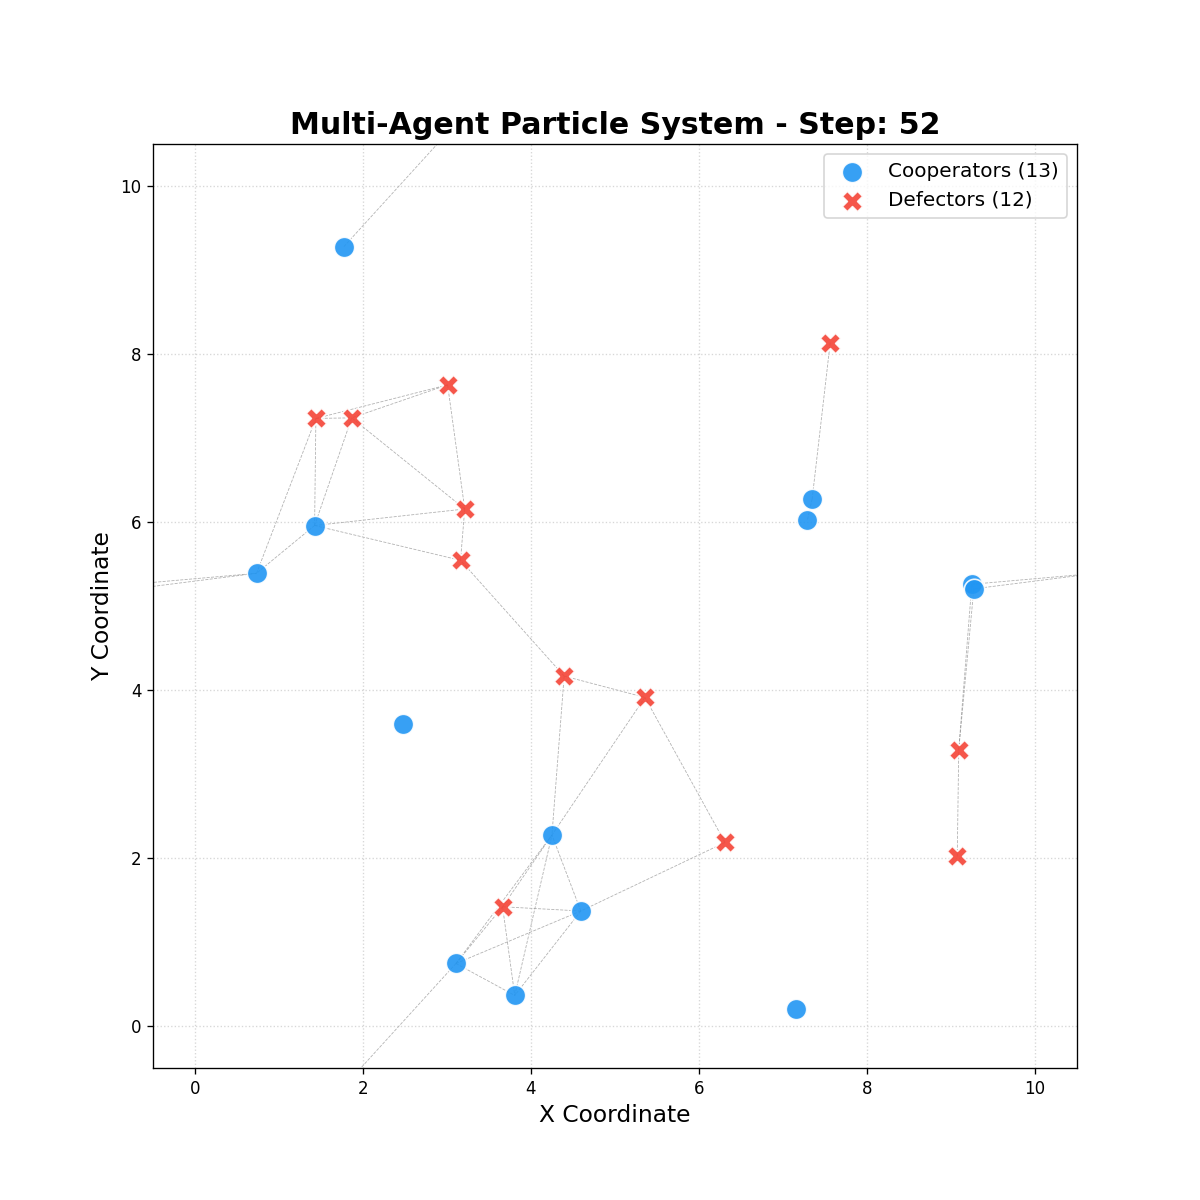 Multi-Agent Particle System - Step: 52
Cooperators (13)
Defectors (12)
Y Coordinate
10
8
6
4
2
0
0 2 4 6 8 10
X Coordinate